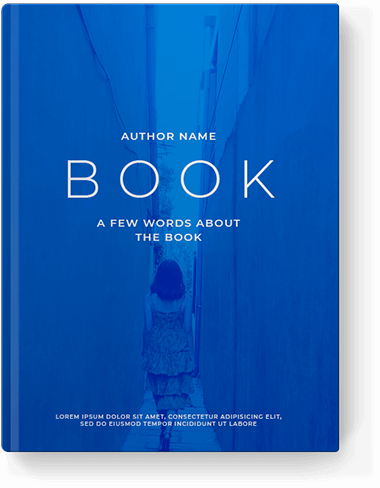 AUTHOR NAME
BOOK
A FEW WORDS ABOUT
THE BOOK
LOREM IPSUM DOLOR SIT AMET, CONSECTETUR ADIPISICING ELIT,
SED DO EIUSMOD TEMPOR INCIDIDUNT UT LABORE